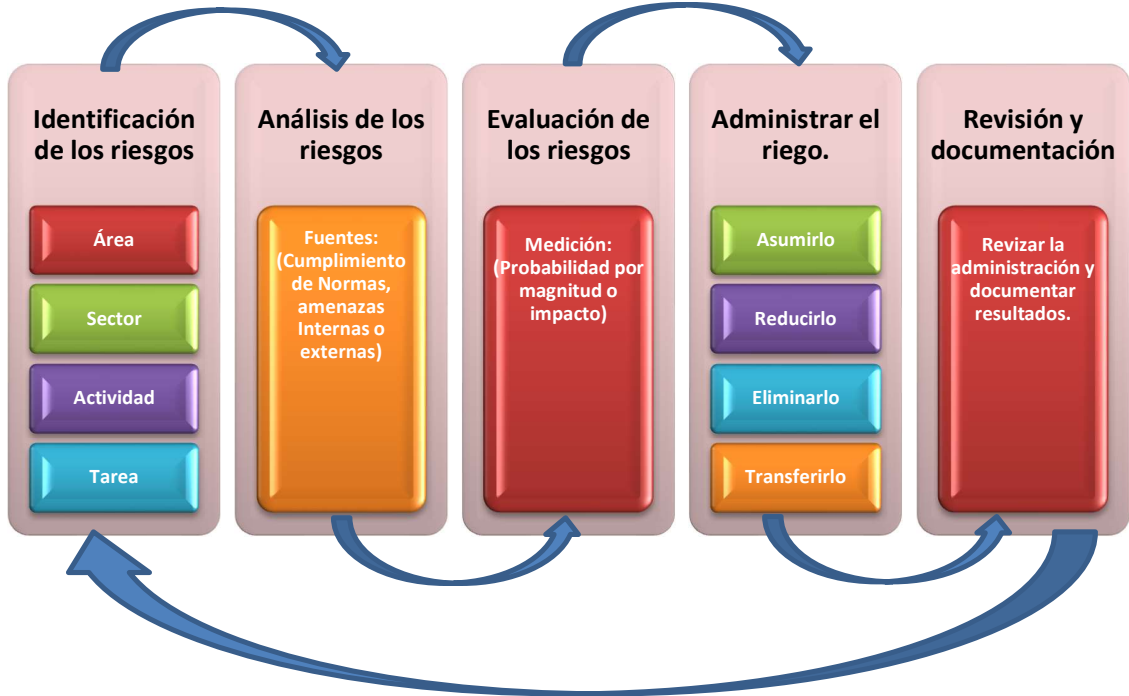 Identificación
de los riesgos
Área
Sector
Actividad
Tarea
Análisis de los
riesgos
Fuentes:
(Cumplimiento
de Normas,
amenazas
Internas o
externas)
Evaluación de
los riesgos
Medición:
(Probabilidad por
magnitud o
impacto)
Administrar el
riego.
Asumirlo
Reducirlo
Eliminarlo
Transferirlo
Revisión y
documentación
Revizar la
administración y
documentar
resultados.